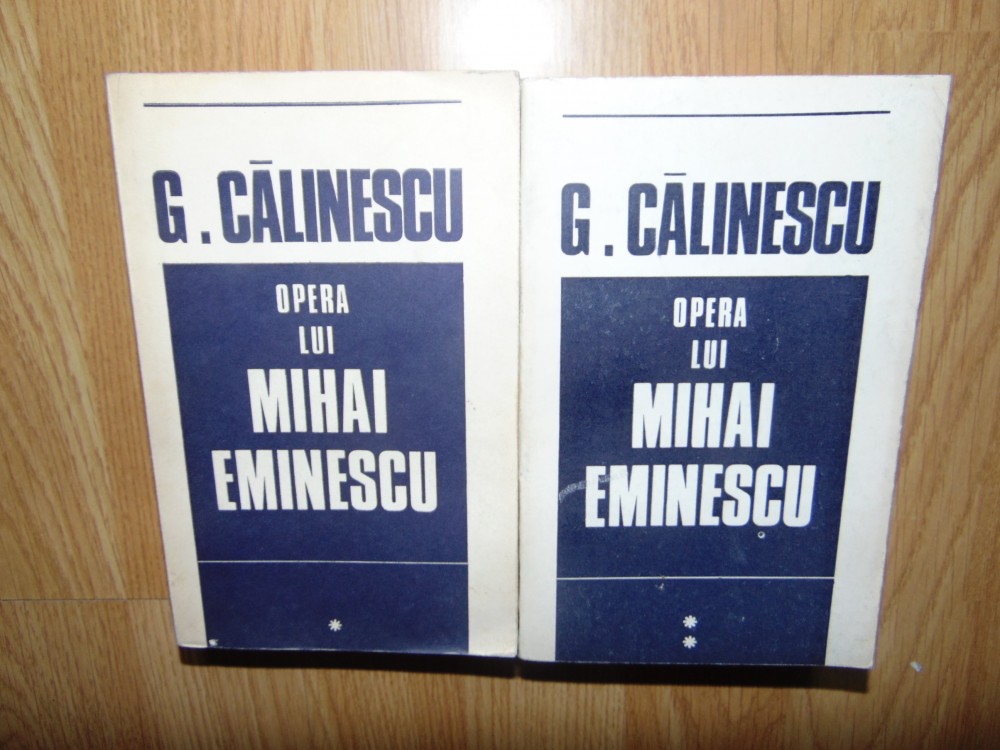 G. CĂLINESCU
OPERA
LUI
MIHAI
EMINESCU
*
G. CĂLINESCU
OPERA
LUI
MIHAI
EMINESCU
*
*